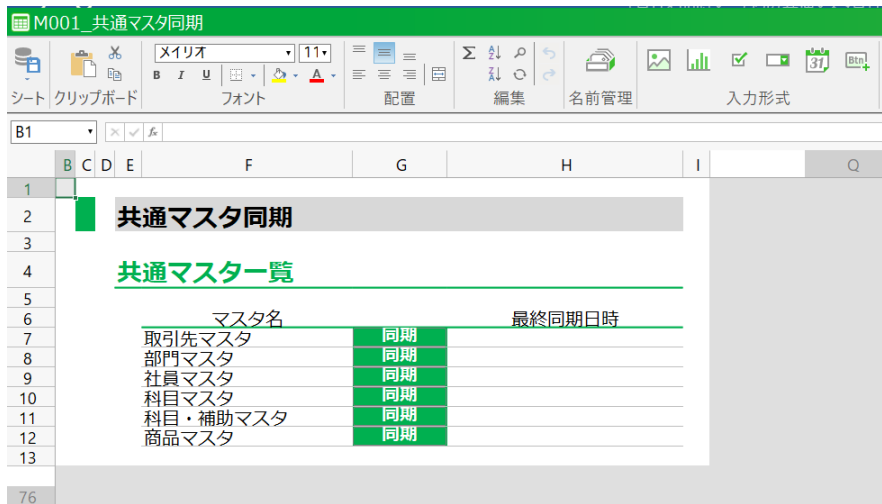 M001_共通マスタ同期
メイリオ 11
B I U A
Σ
31 Btn
シート クリップボード フォント 配置 編集 名前管理 入力形式
B1 fx
B C D E F G H I Q
1
2 共通マスタ同期
3
4 共通マスター覧
5
6 マスタ名 最終同期日時
7 取引先マスタ 同期
8 部門マスタ 同期
9 社員マスタ 同期
10 科目マスタ 同期
11 科目・補助マスタ 同期
12 商品マスタ 同期
13
76